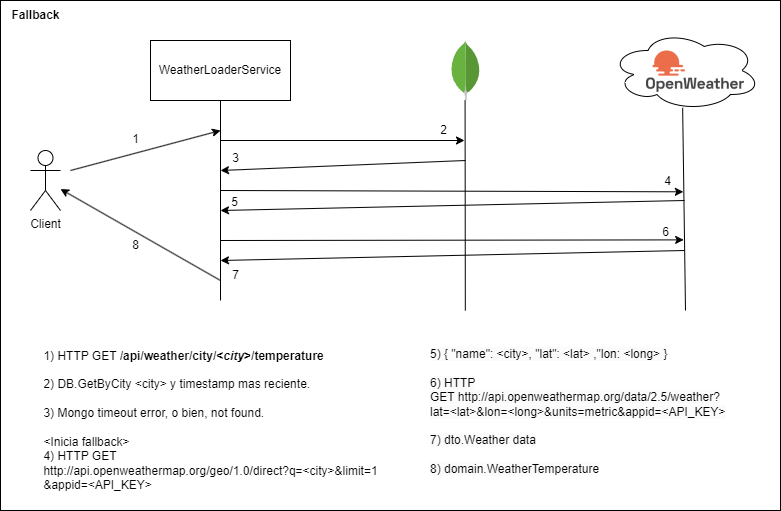 Fallback
WeatherLoaderService
OpenWeather
1
2
3
4
5
6
7
8
Client
1) HTTP GET /api/weather/city/<city>/temperature
2) DB.GetByCity <city> y timestamp mas reciente.
3) Mongo timeout error, o bien, not found.
<Inicia fallback>
4) HTTP GET
http://api.openweathermap.org/geo/1.0/direct?q=<city>&limit=1
&appid=<API_KEY>
5) { "name": <city>, "lat": <lat> ,"lon: <long> }
6) HTTP
GET http://api.openweathermap.org/data/2.5/weather?
lat=<lat>&lon=<long>&units=metric&appid=<API_KEY>
7) dto.Weather data
8) domain.WeatherTemperature